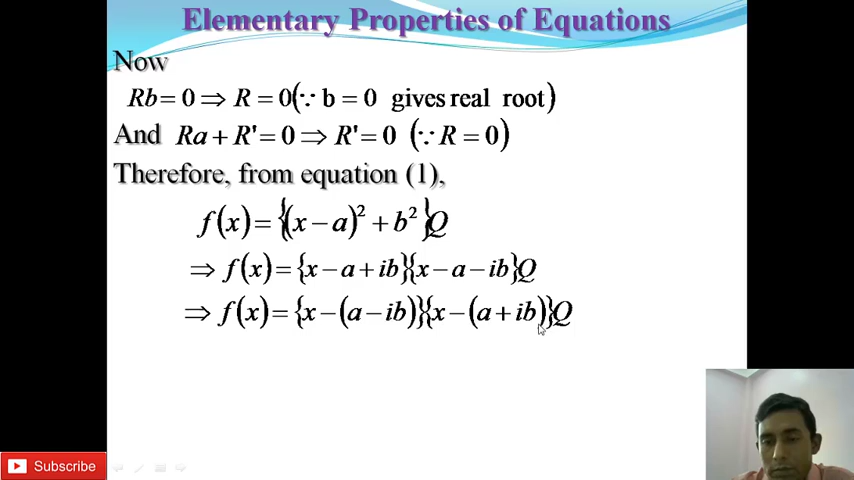 Elementary Properties of Equations
Now
Rb = 0 ⇒ R = 0 (∵ b = 0 gives real root)
And Ra + R' = 0 ⇒ R' = 0 (∵ R = 0)
Therefore, from equation (1),
f(x) = {(x − a)² + b²}Q
⇒ f(x) = {x − a + ib}{x − a − ib}Q
⇒ f(x) = {x − (a − ib)}{x − (a + ib)}Q
Subscribe